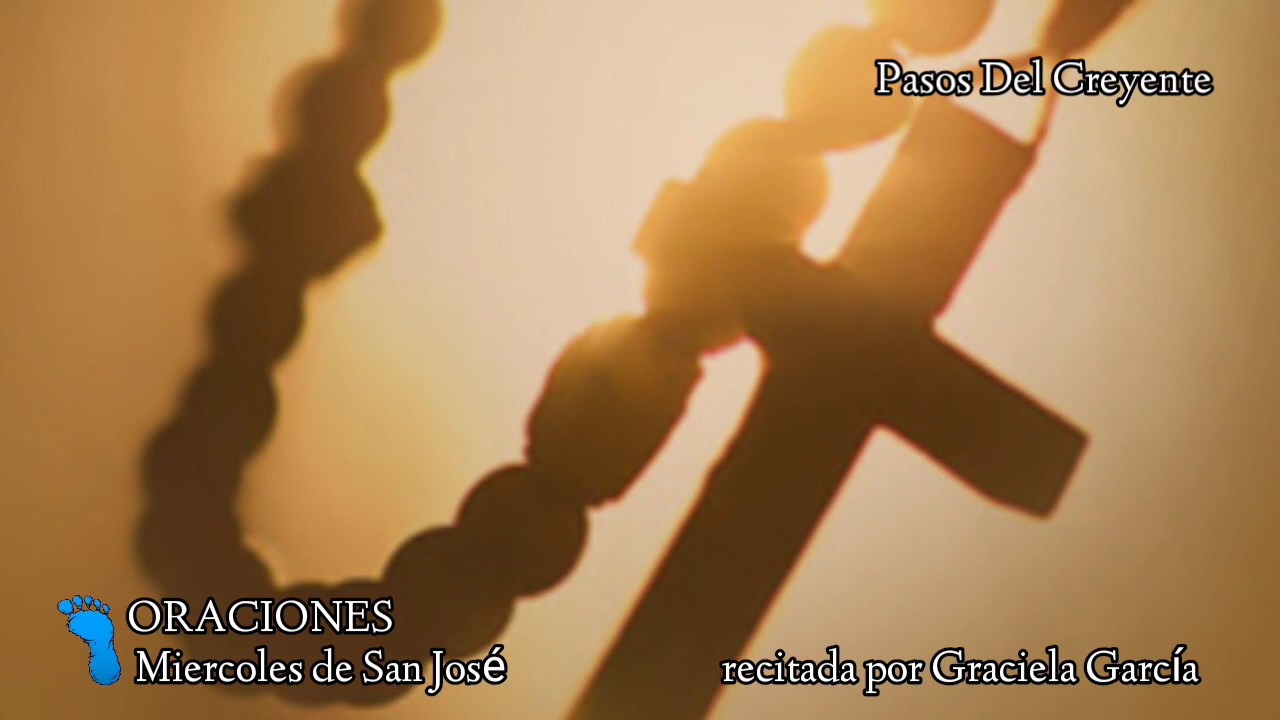 Pasos Del Creyente
ORACIONES
Miercoles de San José
recitada por Graciela García